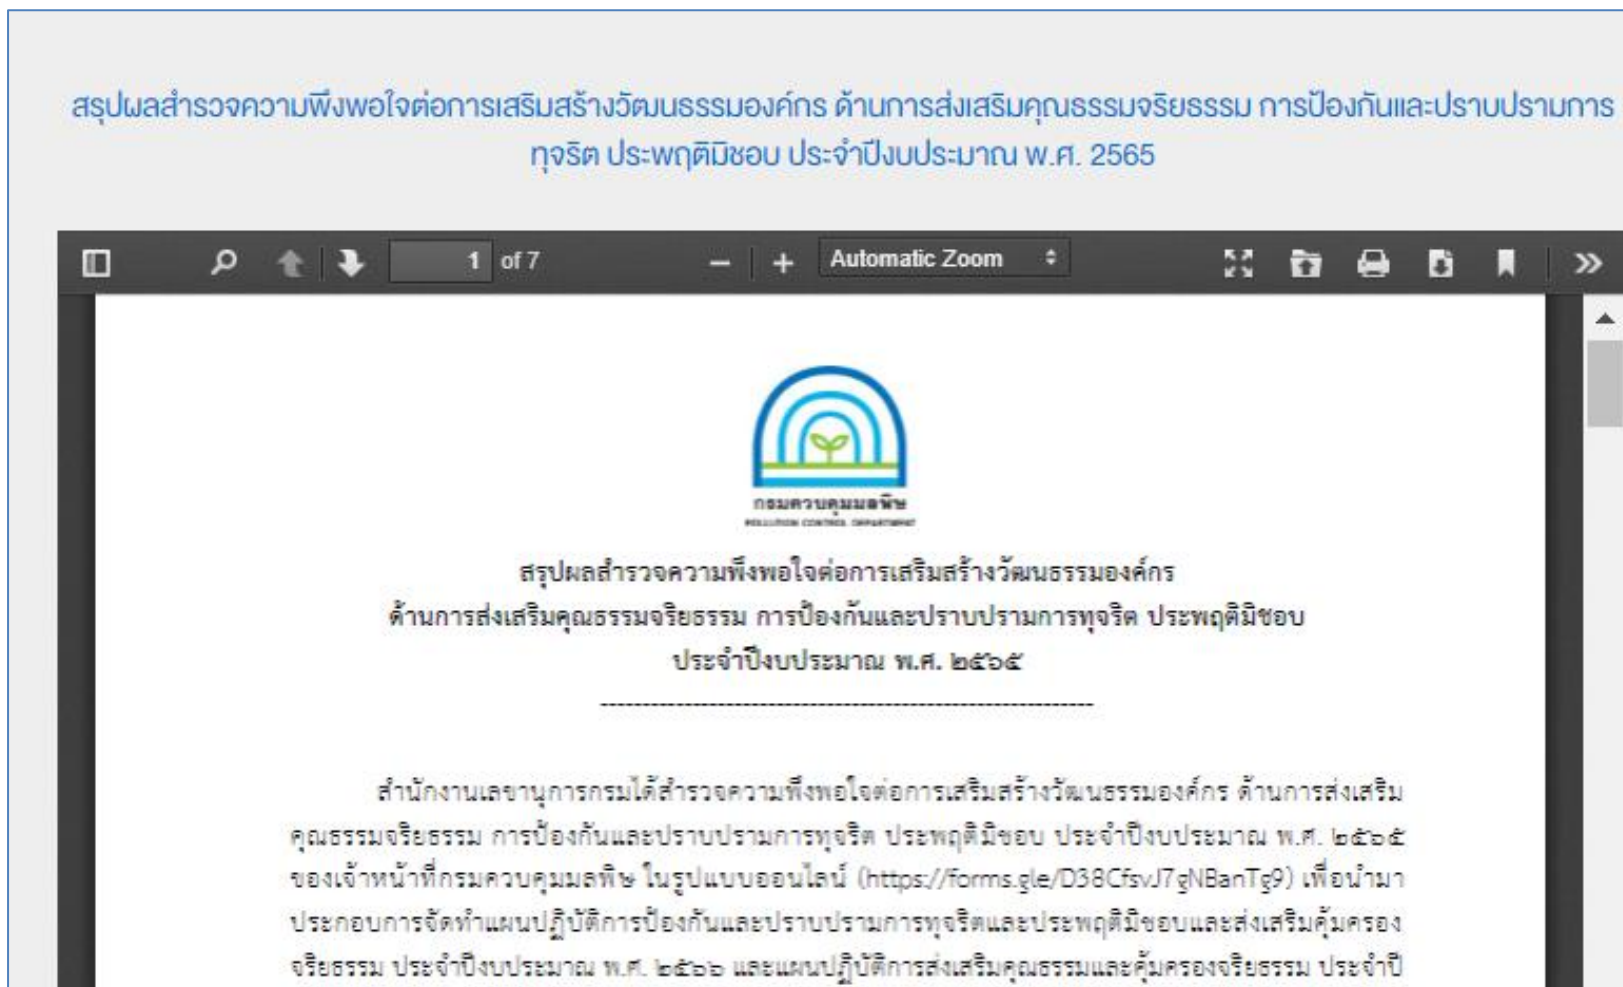 สรุปผลสำรวจความพึงพอใจต่อการเสริมสร้างวัฒนธรรมองค์กร ด้านการส่งเสริมคุณธรรมจริยธรรม การป้องกันและปราบปรามการ
ทุจริต ประพฤติมิชอบ ประจำปีงบประมาณ พ.ศ. 2565
1 of 7 Automatic Zoom
กรมควบคุมมลพิษ
POLLUTION CONTROL DEPARTMENT
สรุปผลสำรวจความพึงพอใจต่อการเสริมสร้างวัฒนธรรมองค์กร
ด้านการส่งเสริมคุณธรรมจริยธรรม การป้องกันและปราบปรามการทุจริต ประพฤติมิชอบ
ประจำปีงบประมาณ พ.ศ. ๒๕๖๕
----------------------------------------------------------
สำนักงานเลขานุการกรมได้สำรวจความพึงพอใจต่อการเสริมสร้างวัฒนธรรมองค์กร ด้านการส่งเสริม
คุณธรรมจริยธรรม การป้องกันและปราบปรามการทุจริต ประพฤติมิชอบ ประจำปีงบประมาณ พ.ศ. ๒๕๖๕
ของเจ้าหน้าที่กรมควบคุมมลพิษ ในรูปแบบออนไลน์ (https://forms.gle/D38CfsvJ7gNBanTg9) เพื่อนำมา
ประกอบการจัดทำแผนปฏิบัติการป้องกันและปราบปรามการทุจริตและประพฤติมิชอบและส่งเสริมคุ้มครอง
จริยธรรม ประจำปีงบประมาณ พ.ศ. ๒๕๖๖ และแผนปฏิบัติการส่งเสริมคุณธรรมและคุ้มครองจริยธรรม ประจำปี